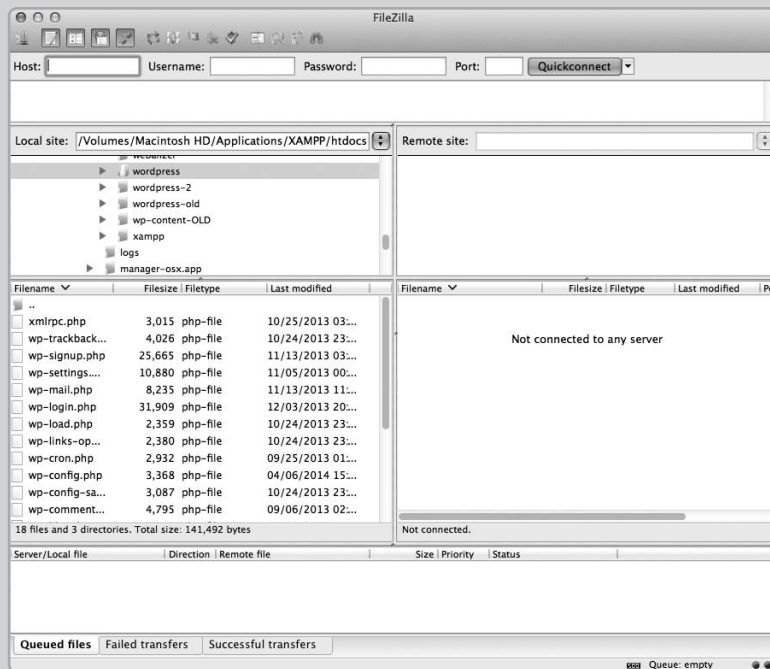 FileZilla
Host: Username: Password: Port: Quickconnect
Local site: /Volumes/Macintosh HD/Applications/XAMPP/htdocs
Remote site:
webalizer
wordpress
wordpress-2
wordpress-old
wp-content-OLD
xampp
logs
manager-osx.app
Filename Filesize Filetype Last modified
..
xmlrpc.php 3,015 php-file 10/25/2013 03:...
wp-trackback... 4,026 php-file 10/24/2013 23:...
wp-signup.php 25,665 php-file 11/13/2013 03:...
wp-settings.... 10,880 php-file 11/05/2013 00:...
wp-mail.php 8,235 php-file 11/13/2013 11:...
wp-login.php 31,909 php-file 12/03/2013 20:...
wp-load.php 2,359 php-file 10/24/2013 23:...
wp-links-op... 2,380 php-file 10/24/2013 23:...
wp-cron.php 2,932 php-file 09/25/2013 01:...
wp-config.php 3,368 php-file 04/06/2014 15:...
wp-config-sa... 3,087 php-file 10/24/2013 23:...
wp-comment... 4,795 php-file 09/06/2013 02:...
18 files and 3 directories. Total size: 141,492 bytes
Filename Filesize Filetype Last modified
Not connected to any server
Not connected.
Server/Local file Direction Remote file Size Priority Status
Queued files Failed transfers Successful transfers
Queue: empty